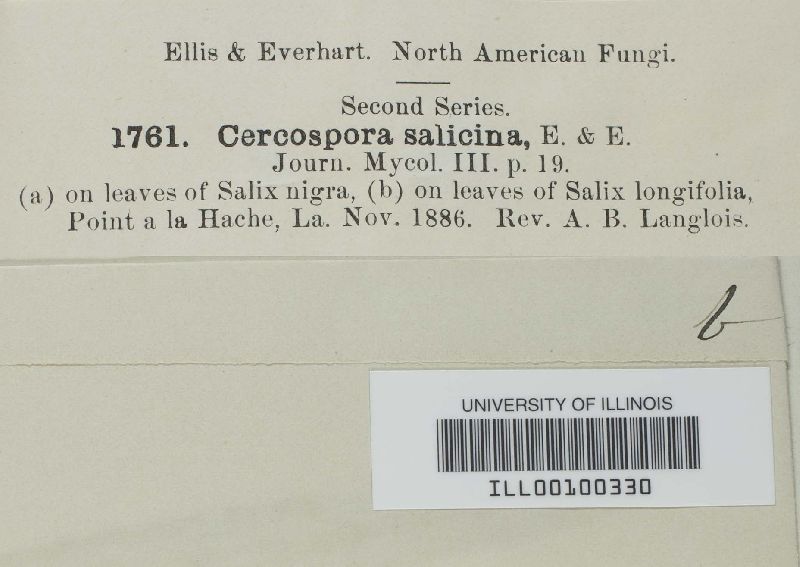 Ellis & Everhart. North American Fungi.
Second Series.
1761. Cercospora salicina, E. & E.
Journ. Mycol. III. p. 19.
(a) on leaves of Salix nigra, (b) on leaves of Salix longifolia,
Point a la Hache, La. Nov. 1886. Rev. A. B. Langlois.
b
UNIVERSITY OF ILLINOIS
ILL00100330